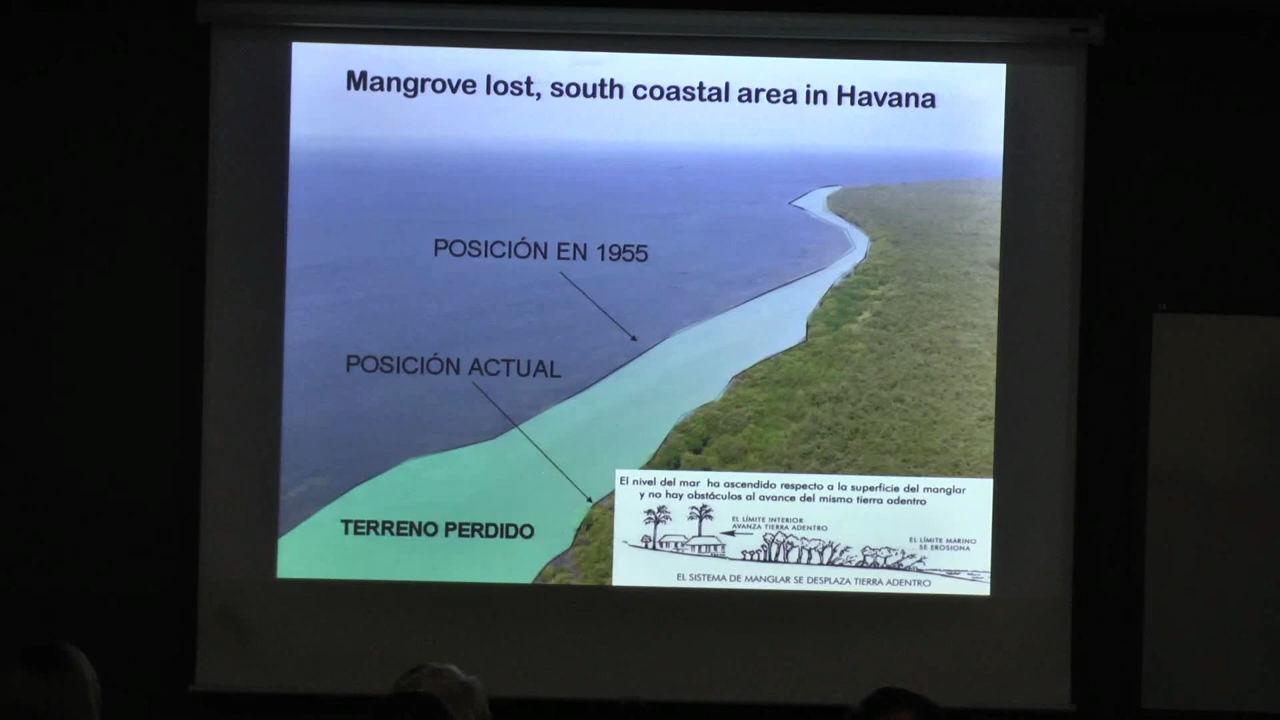 Mangrove lost, south coastal area in Havana
POSICIÓN EN 1955
POSICIÓN ACTUAL
TERRENO PERDIDO
El nivel del mar ha ascendido respecto a la superficie del manglar
y no hay obstáculos al avance del mismo tierra adentro
EL LÍMITE INTERIOR
AVANZA TIERRA ADENTRO
EL LÍMITE MARINO
SE EROSIONA
EL SISTEMA DE MANGLAR SE DESPLAZA TIERRA ADENTRO